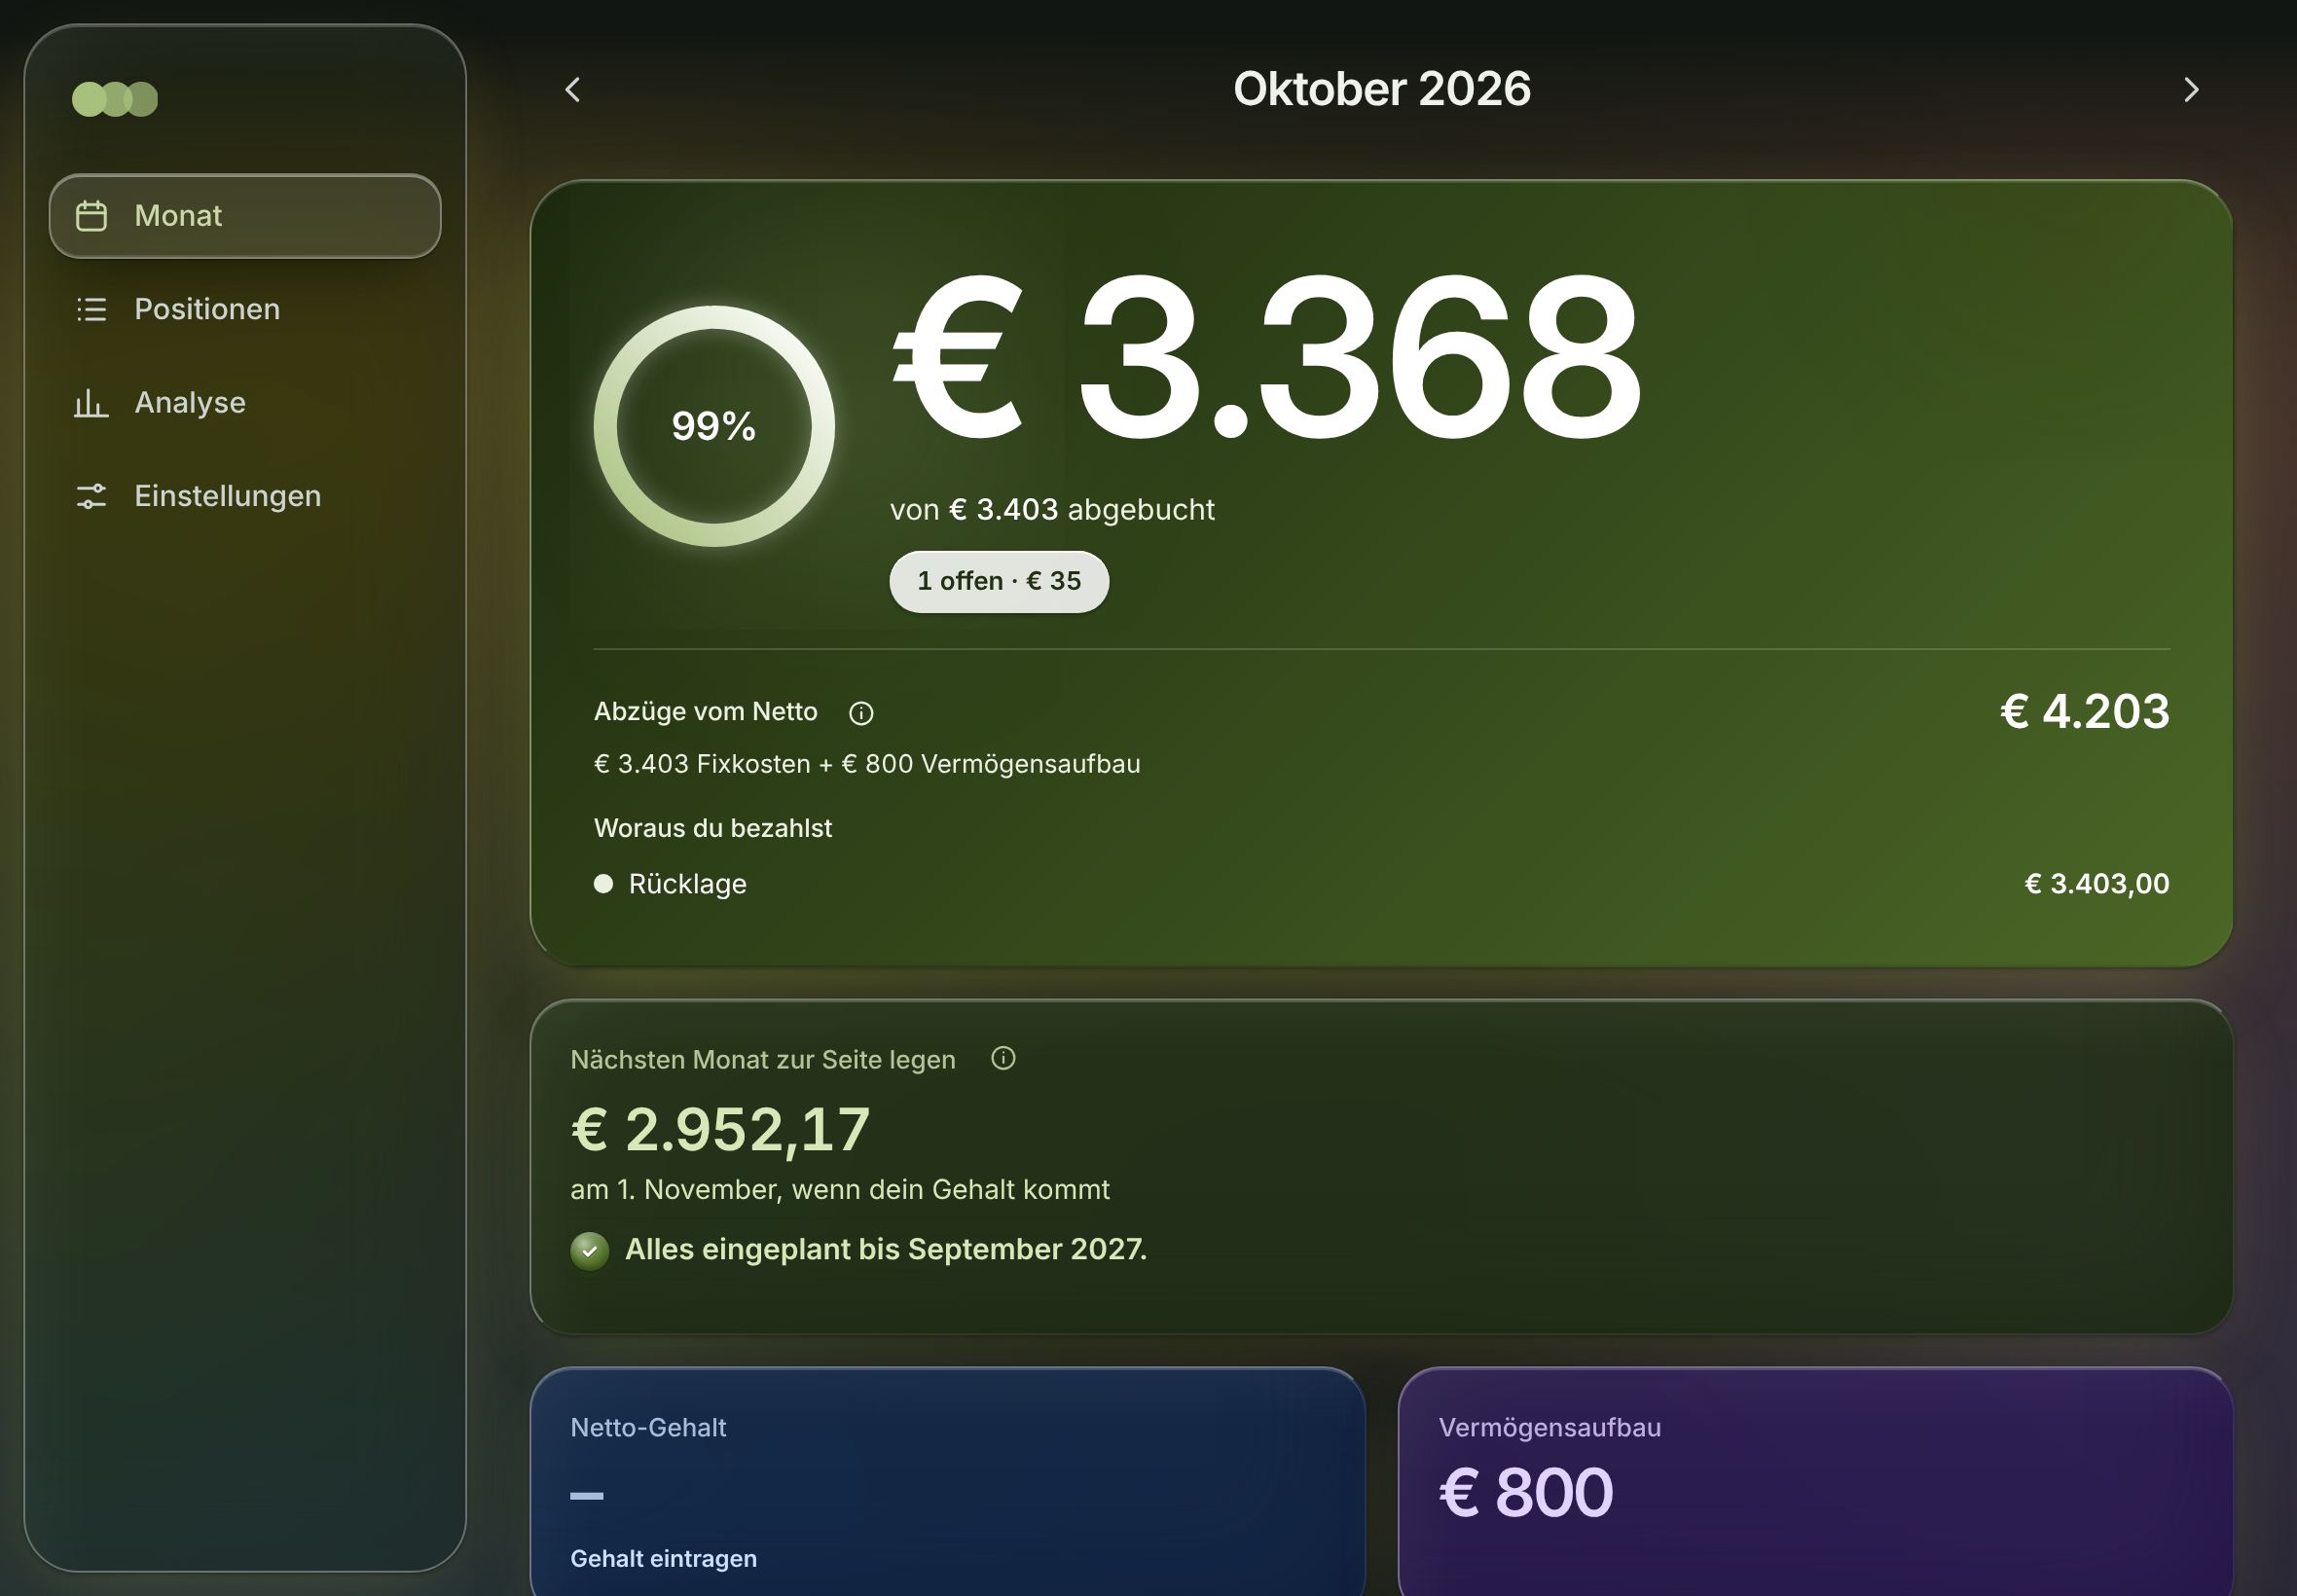 Oktober 2026
Monat
Positionen
Analyse
Einstellungen
99%
€ 3.368
von € 3.403 abgebucht
1 offen · € 35
Abzüge vom Netto
€ 4.203
€ 3.403 Fixkosten + € 800 Vermögensaufbau
Woraus du bezahlst
Rücklage
€ 3.403,00
Nächsten Monat zur Seite legen
€ 2.952,17
am 1. November, wenn dein Gehalt kommt
Alles eingeplant bis September 2027.
Netto-Gehalt
–
Gehalt eintragen
Vermögensaufbau
€ 800